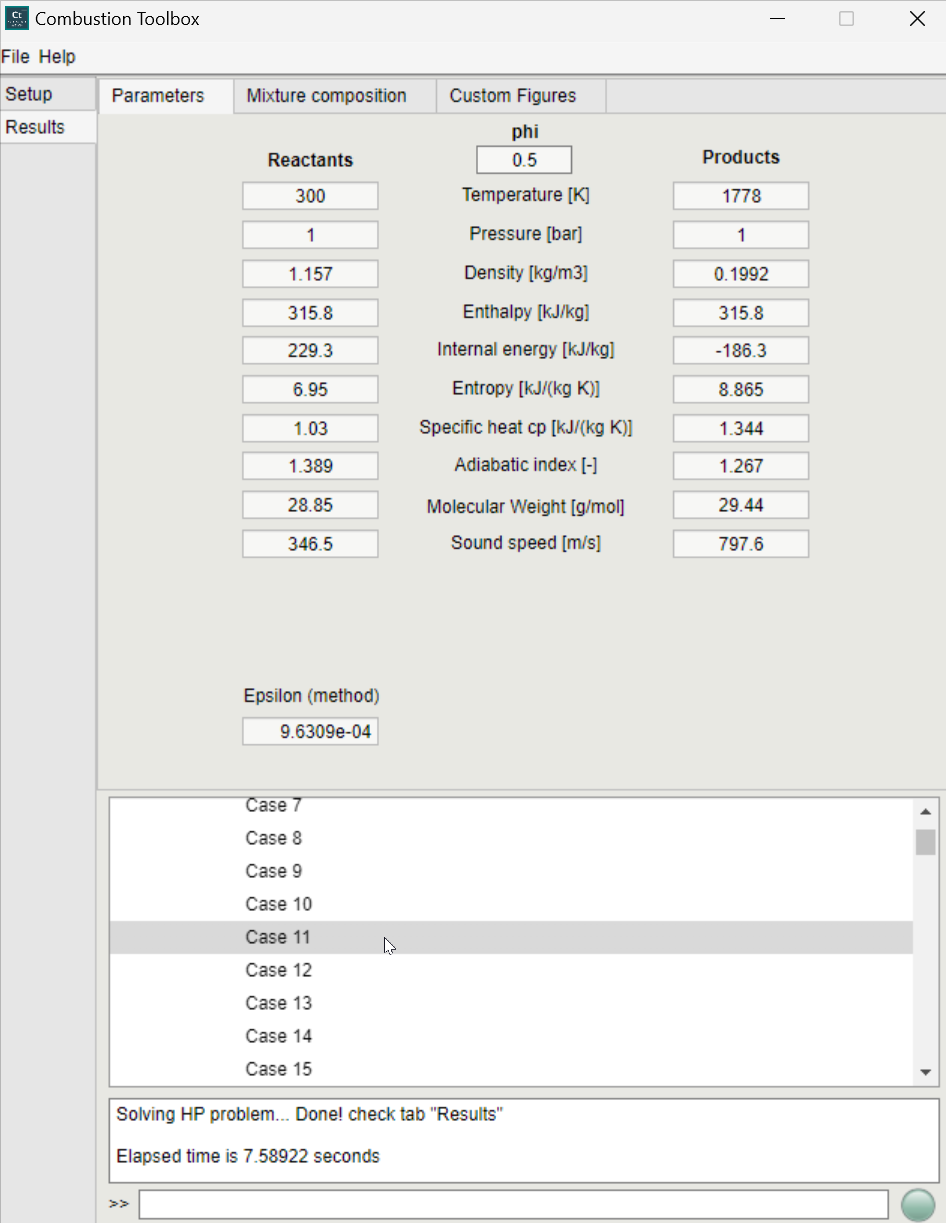 Ct Combustion Toolbox
File Help
Setup
Results
Parameters Mixture composition Custom Figures
phi
Reactants 0.5 Products
300 Temperature [K] 1778
1 Pressure [bar] 1
1.157 Density [kg/m3] 0.1992
315.8 Enthalpy [kJ/kg] 315.8
229.3 Internal energy [kJ/kg] -186.3
6.95 Entropy [kJ/(kg K)] 8.865
1.03 Specific heat cp [kJ/(kg K)] 1.344
1.389 Adiabatic index [-] 1.267
28.85 Molecular Weight [g/mol] 29.44
346.5 Sound speed [m/s] 797.6
Epsilon (method)
9.6309e-04
Case 7
Case 8
Case 9
Case 10
Case 11
Case 12
Case 13
Case 14
Case 15
Solving HP problem... Done! check tab "Results"
Elapsed time is 7.58922 seconds
>>